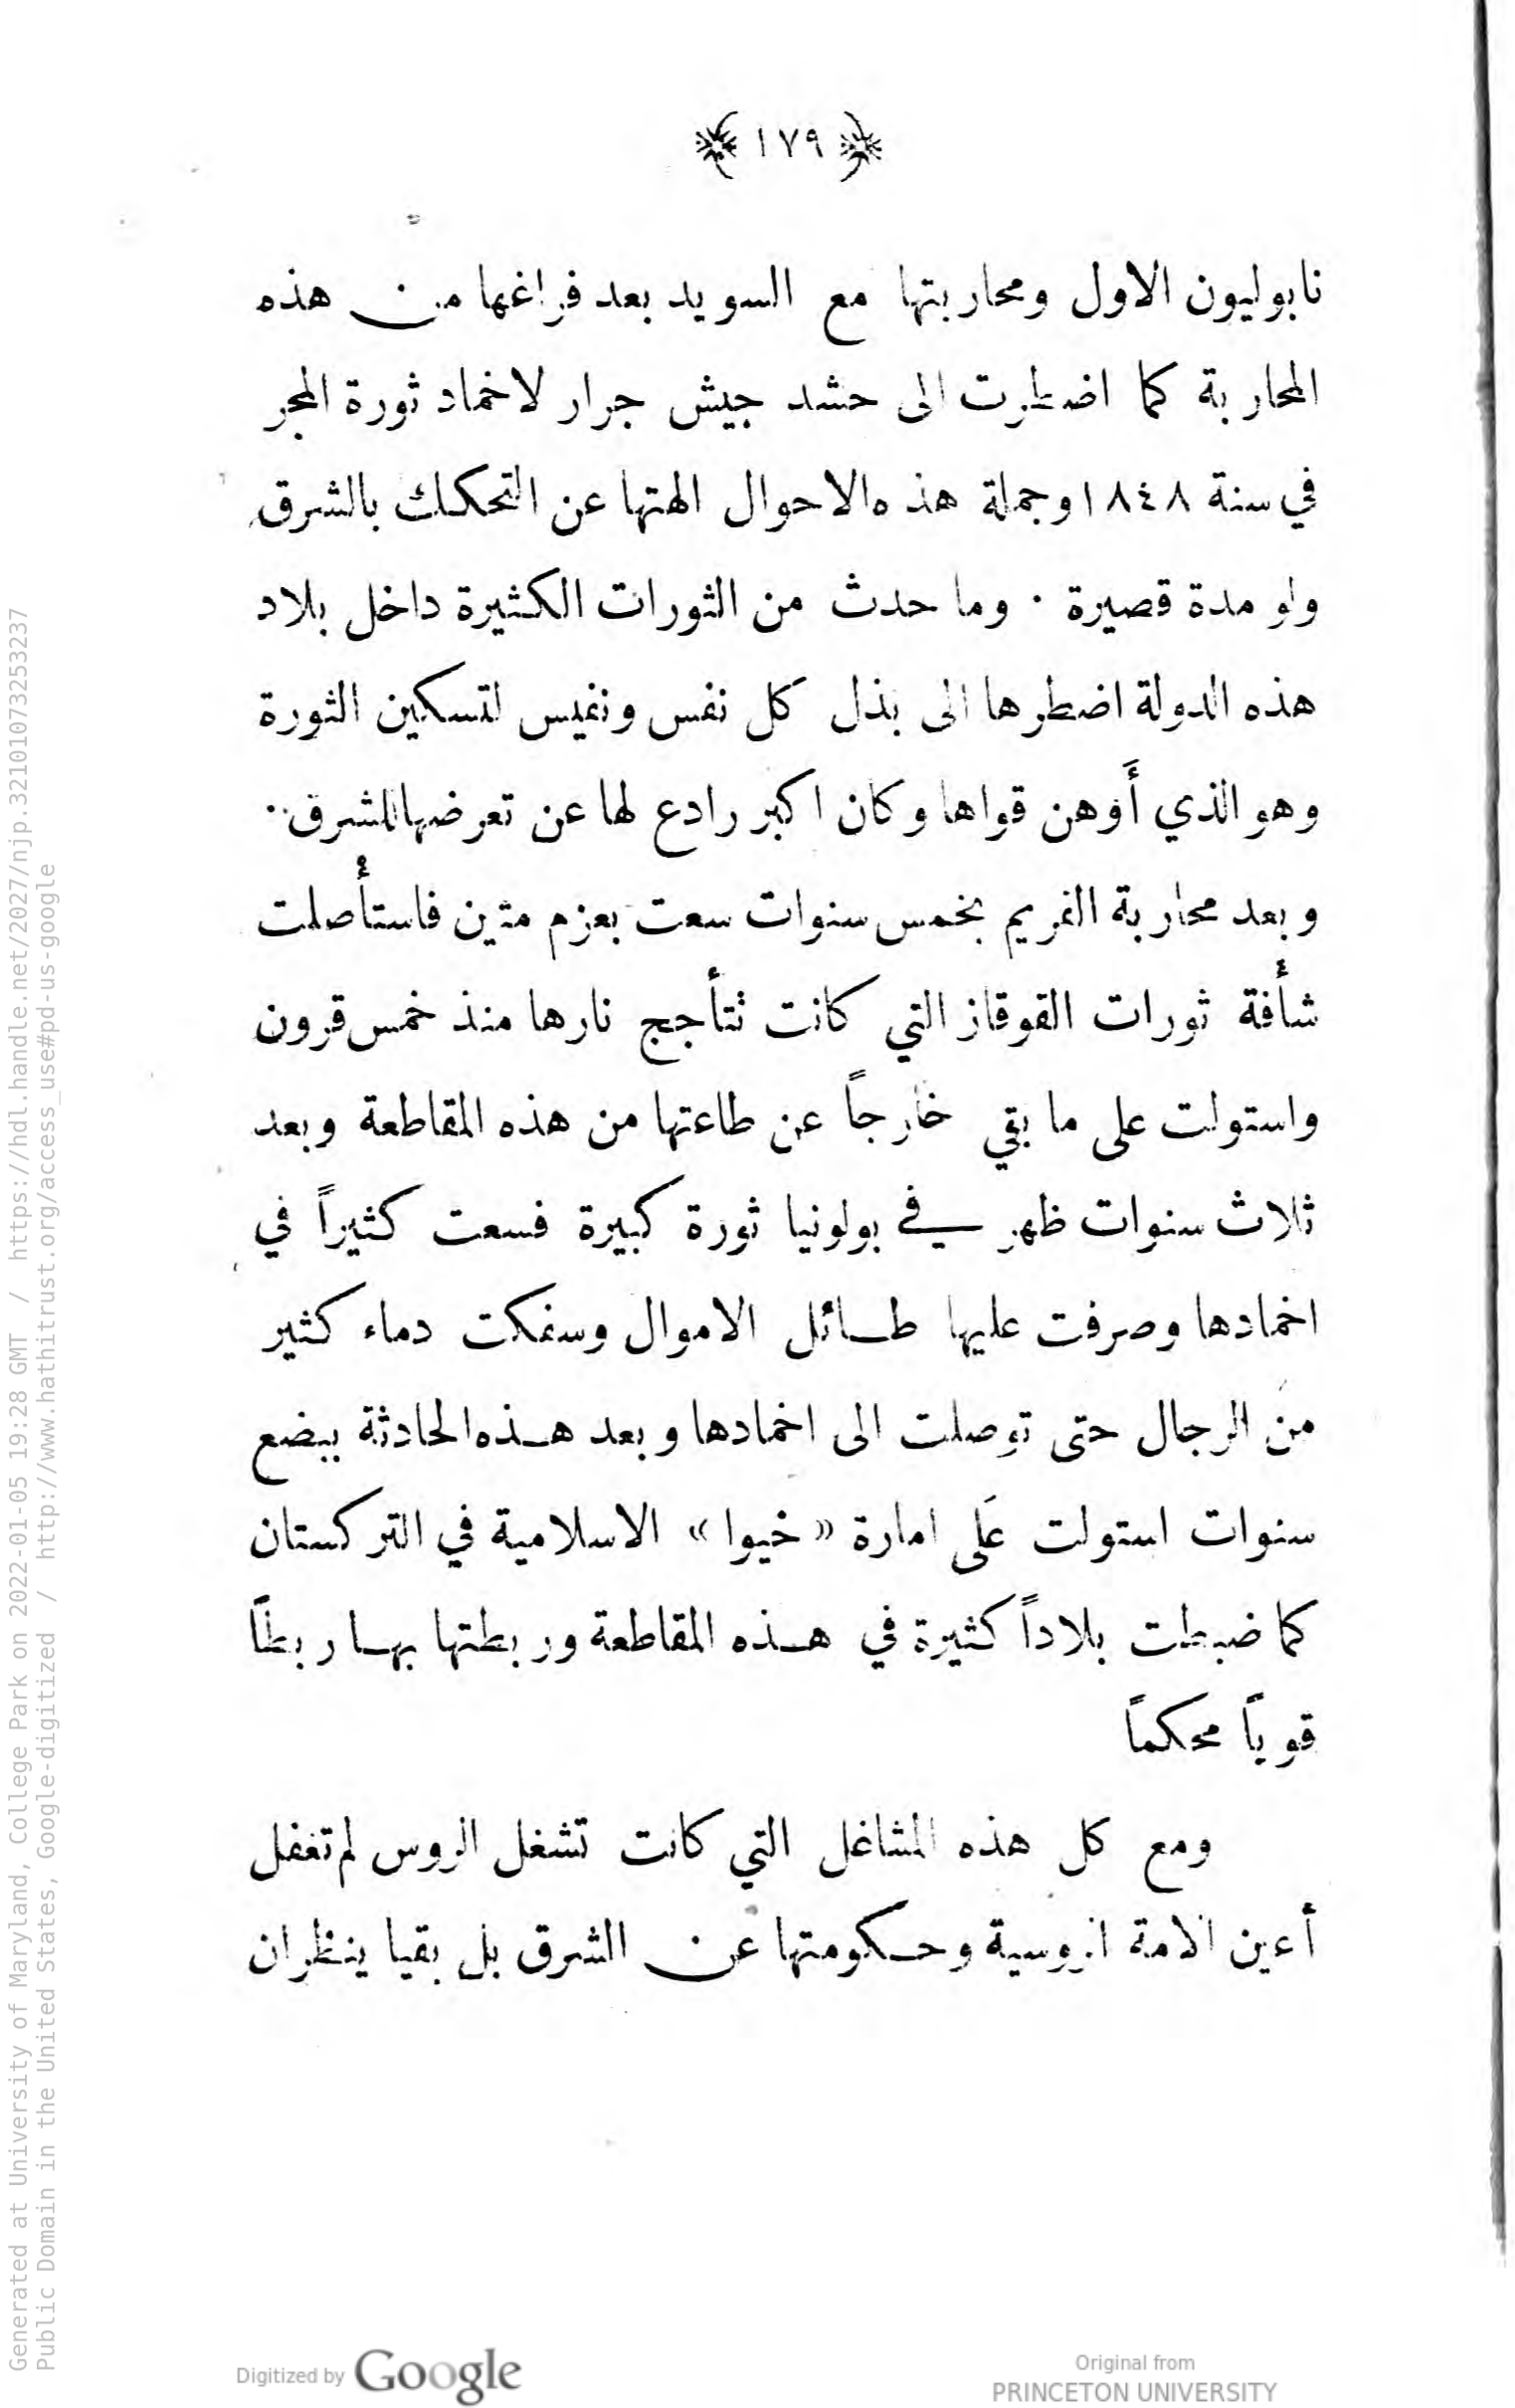 ﴿ ١٧٩ ﴾
نابوليون الاول ومحاربتها مع السويد بعد فراغها من هذه
المحاربة كما اضطرت الى حشد جيش جرار لاخماد ثورة المجر
في سنة ١٨٤٨ وجملة هذه الاحوال الهتها عن التحكك بالشرق
ولو مدة قصيرة ٠ وما حدث من الثورات الكثيرة داخل بلاد
هذه الدولة اضطرها الى بذل كل نفس ونفيس لتسكين الثورة
وهو الذي أَوهن قواها وكان اكبر رادع لها عن تعرضها للشرق٠٠
وبعد محاربة القريم بخمس سنوات سعت بعزم متين فاستأصلت
شأفة ثورات القوقاز التي كانت تتأجج نارها منذ خمس قرون
واستولت على ما بقي خارجاً عن طاعتها من هذه المقاطعة وبعد
ثلاث سنوات ظهر في بولونيا ثورة كبيرة فسعت كثيراً في
اخمادها وصرفت عليها طائل الاموال وسفكت دماء كثير
من الرجال حتى توصلت الى اخمادها وبعد هذه الحادثة ببضع
سنوات استولت عَلى امارة « خيوا » الاسلامية في التركستان
كما ضبطت بلاداً كثيرة في هذه المقاطعة وربطتها بها ربطاً
قوياً محكماً
ومع كل هذه المشاغل التي كانت تشغل الروس لم تغفل
أعين الامة الروسية وحكومتها عن الشرق بل بقيا ينظران
Digitized by Google
Original from
PRINCETON UNIVERSITY
Generated at University of Maryland, College Park on 2022-01-05 19:28 GMT / https://hdl.handle.net/2027/njp.32101073253237
Public Domain in the United States, Google-digitized / http://www.hathitrust.org/access_use#pd-us-google